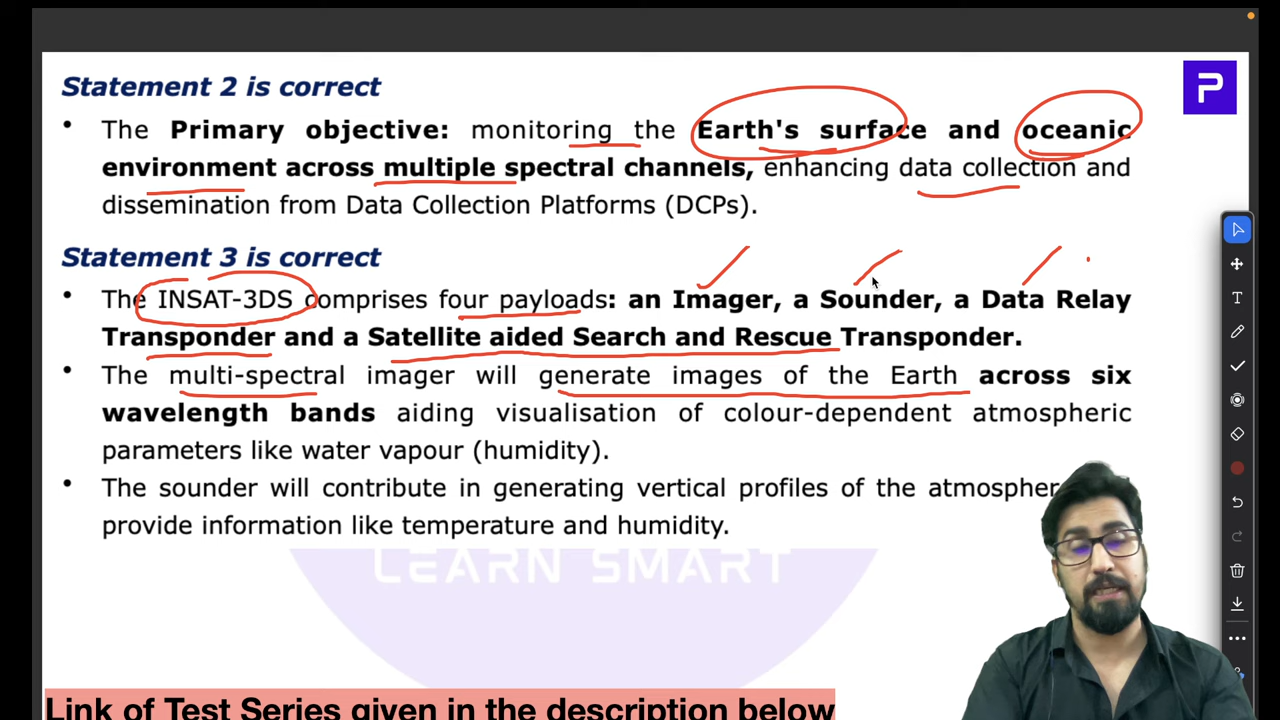 Statement 2 is correct
P
• The Primary objective: monitoring the Earth's surface and oceanic
environment across multiple spectral channels, enhancing data collection and
dissemination from Data Collection Platforms (DCPs).
Statement 3 is correct
• The INSAT-3DS comprises four payloads: an Imager, a Sounder, a Data Relay
Transponder and a Satellite aided Search and Rescue Transponder.
• The multi-spectral imager will generate images of the Earth across six
wavelength bands aiding visualisation of colour-dependent atmospheric
parameters like water vapour (humidity).
• The sounder will contribute in generating vertical profiles of the
provide information like temperature and humidity.
LEARN SMART
Link of Test Series given in the description below